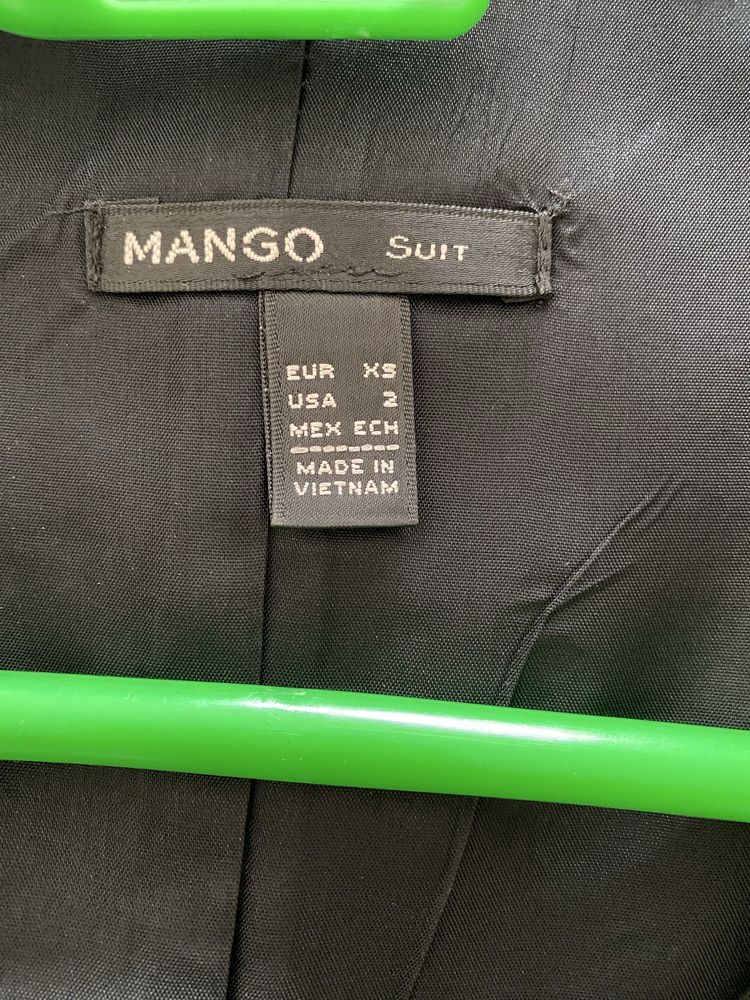 MANGO SUIT
EUR XS
USA 2
MEX ECH
MADE IN
VIETNAM